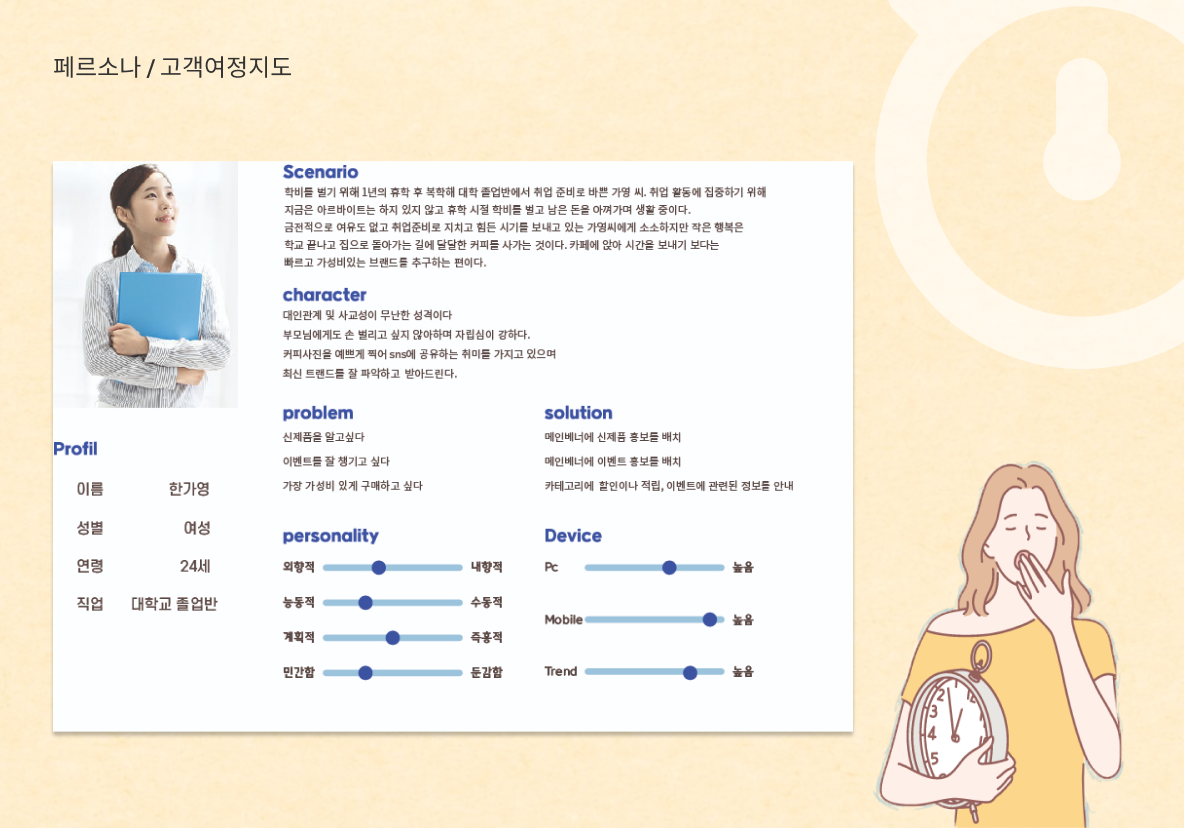 페르소나 / 고객여정지도
Scenario
학비를 벌기 위해 1년의 휴학 후 복학해 대학 졸업반에서 취업 준비로 바쁜 가영 씨. 취업 활동에 집중하기 위해
지금은 아르바이트는 하지 있지 않고 휴학 시절 학비를 벌고 남은 돈을 아껴가며 생활 중이다.
금전적으로 여유도 없고 취업준비로 지치고 힘든 시기를 보내고 있는 가영씨에게 소소하지만 작은 행복은
학교 끝나고 집으로 돌아가는 길에 달달한 커피를 사가는 것이다. 카페에 앉아 시간을 보내기 보다는
빠르고 가성비있는 브랜드를 추구하는 편이다.
character
대인관계 및 사교성이 무난한 성격이다
부모님에게도 손 벌리고 싶지 않아하며 자립심이 강하다.
커피사진을 예쁘게 찍어 sns에 공유하는 취미를 가지고 있으며
최신 트랜드를 잘 파악하고 받아드린다.
problem
신제품을 알고싶다
이벤트를 잘 챙기고 싶다
가장 가성비 있게 구매하고 싶다
solution
메인베너에 신제품 홍보를 배치
메인베너에 이벤트 홍보를 배치
카테고리에 할인이나 적립, 이벤트에 관련된 정보를 안내
Profil
이름 한가영
성별 여성
연령 24세
직업 대학교 졸업반
personality
외향적 내향적
능동적 수동적
계획적 즉흥적
민간함 둔감함
Device
Pc 높음
Mobile 높음
Trend 높음
1
2
3
4
5